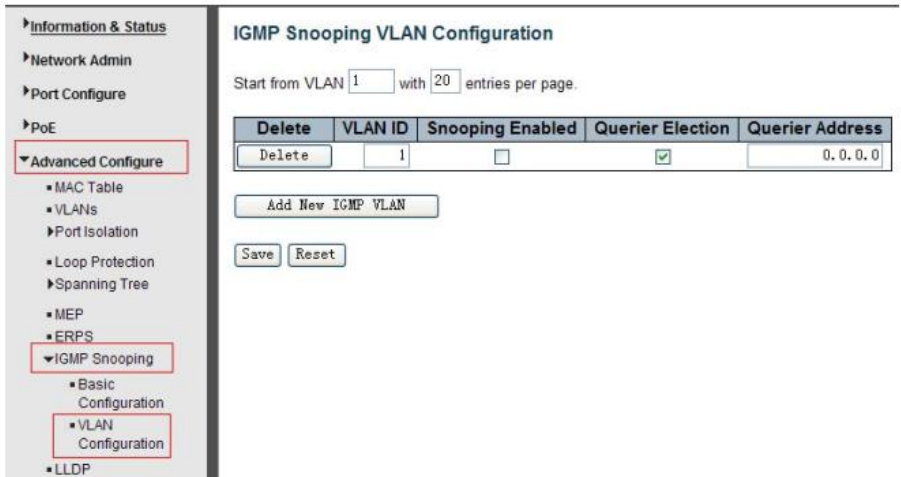 Information & Status
Network Admin
Port Configure
PoE
Advanced Configure
MAC Table
VLANs
Port Isolation
Loop Protection
Spanning Tree
MEP
ERPS
IGMP Snooping
Basic
Configuration
VLAN
Configuration
LLDP
IGMP Snooping VLAN Configuration
Start from VLAN 1 with 20 entries per page.
Delete VLAN ID Snooping Enabled Querier Election Querier Address
Delete 1 0.0.0.0
Add New IGMP VLAN
Save Reset